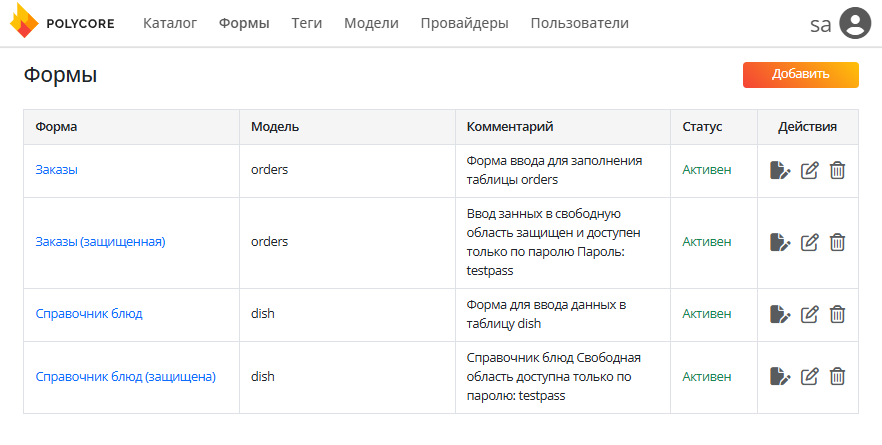 POLYCORE Каталог Формы Теги Модели Провайдеры Пользователи sa
Формы
Добавить
Форма Модель Комментарий Статус Действия
Заказы orders Форма ввода для заполнения Активен
таблицы orders
Заказы (защищенная) orders Ввод занных в свободную Активен
область защищен и доступен
только по паролю Пароль:
testpass
Справочник блюд dish Форма для ввода данных в Активен
таблицу dish
Справочник блюд (защищена) dish Справочник блюд Свободная Активен
область доступна только по
паролю: testpass